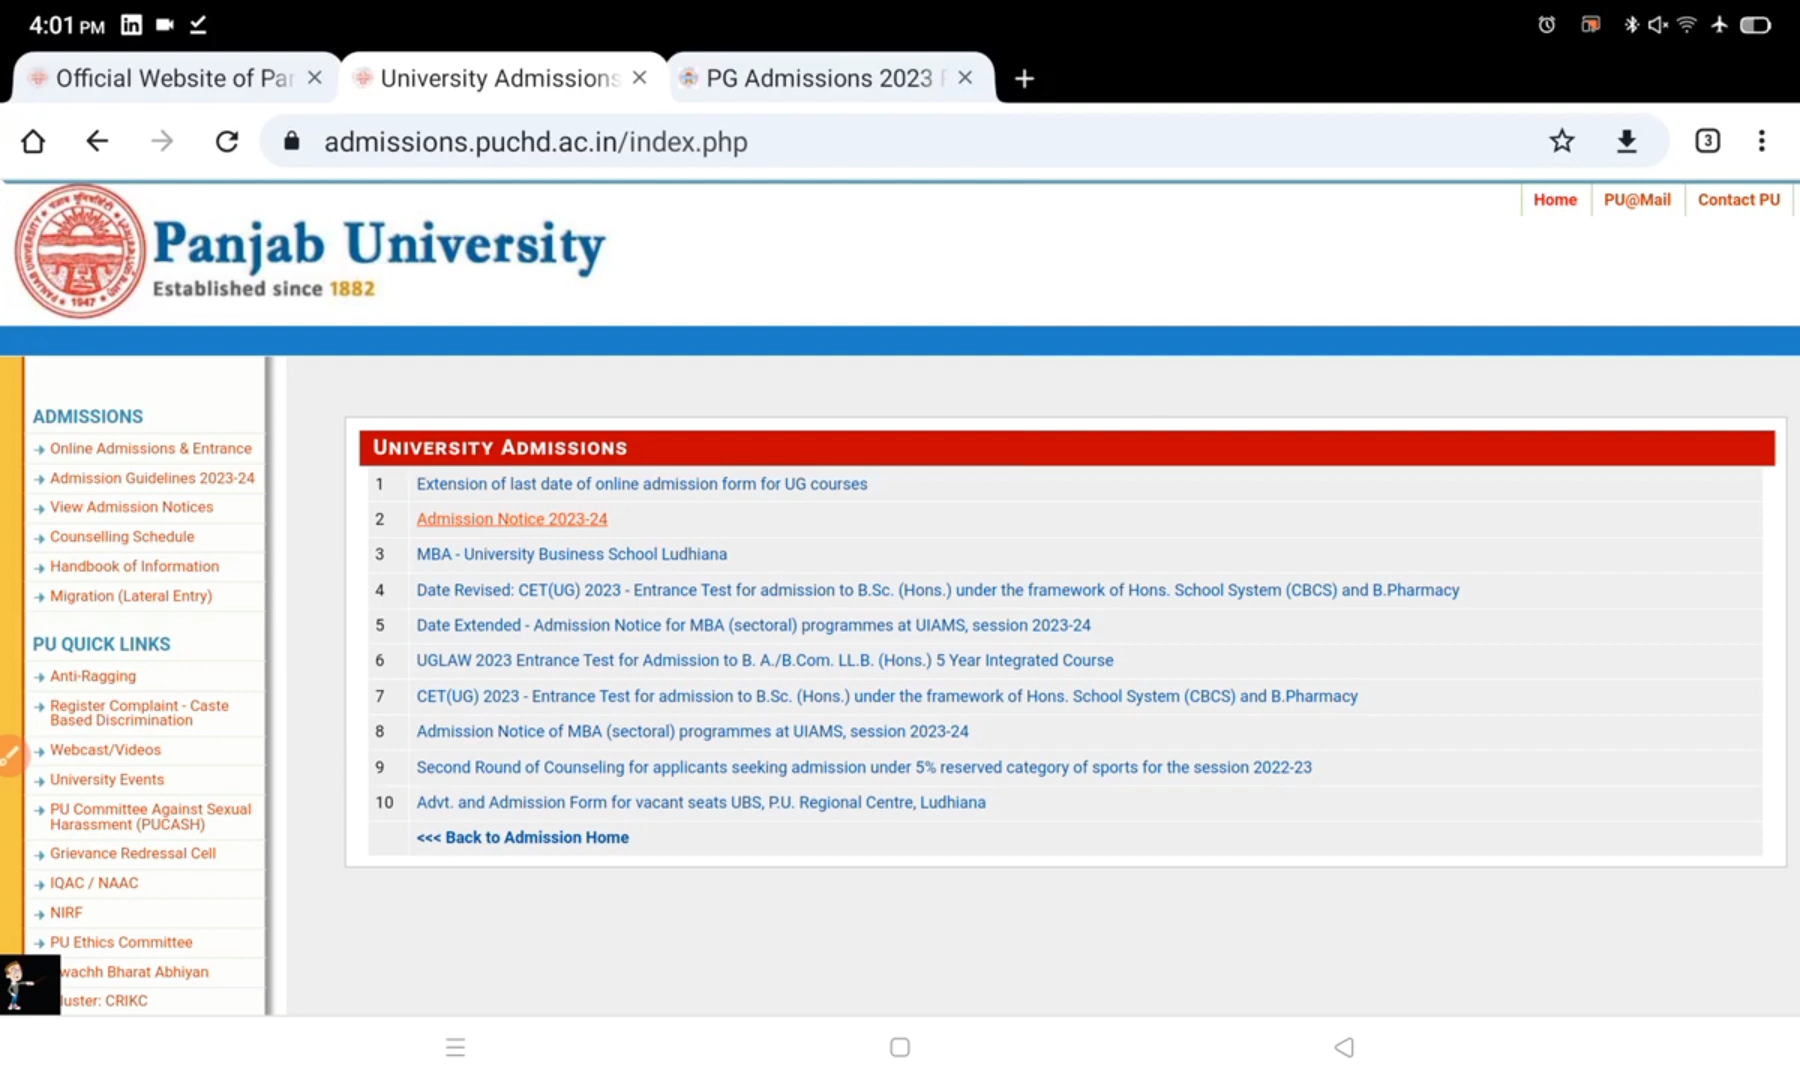 4:01 PM
Official Website of Par
University Admissions
PG Admissions 2023
admissions.puchd.ac.in/index.php
3
Home
PU@Mail
Contact PU
Panjab University
Established since 1882
1947
ADMISSIONS
Online Admissions & Entrance
Admission Guidelines 2023-24
View Admission Notices
Counselling Schedule
Handbook of Information
Migration (Lateral Entry)
PU QUICK LINKS
Anti-Ragging
Register Complaint - Caste
Based Discrimination
Webcast/Videos
University Events
PU Committee Against Sexual
Harassment (PUCASH)
Grievance Redressal Cell
IQAC / NAAC
NIRF
PU Ethics Committee
wachh Bharat Abhiyan
luster: CRIKC
UNIVERSITY ADMISSIONS
1 Extension of last date of online admission form for UG courses
2 Admission Notice 2023-24
3 MBA - University Business School Ludhiana
4 Date Revised: CET(UG) 2023 - Entrance Test for admission to B.Sc. (Hons.) under the framework of Hons. School System (CBCS) and B.Pharmacy
5 Date Extended - Admission Notice for MBA (sectoral) programmes at UIAMS, session 2023-24
6 UGLAW 2023 Entrance Test for Admission to B. A./B.Com. LL.B. (Hons.) 5 Year Integrated Course
7 CET(UG) 2023 - Entrance Test for admission to B.Sc. (Hons.) under the framework of Hons. School System (CBCS) and B.Pharmacy
8 Admission Notice of MBA (sectoral) programmes at UIAMS, session 2023-24
9 Second Round of Counseling for applicants seeking admission under 5% reserved category of sports for the session 2022-23
10 Advt. and Admission Form for vacant seats UBS, P.U. Regional Centre, Ludhiana
<<< Back to Admission Home